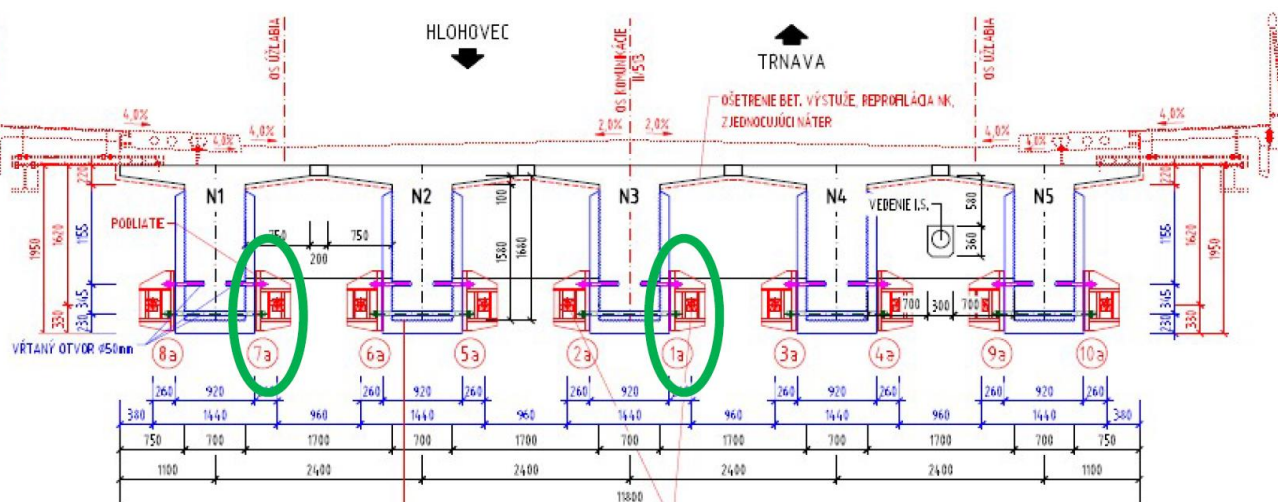 HLOHOVEC
TRNAVA
OS ÚŽLABIA
OS KOMUNIKÁCIE
II/513
OS ÚŽLABIA
OŠETRENIE BET. VÝSTUŽE, REPROFILÁCIA NK,
ZJEDNOCUJÚCI NÁTER
4,0% 4,0% 4,0% 2,0% 2,0% 4,0% 4,0% 4,0%
N1 N2 N3 N4 N5
PODLIATIE
VEDENIE I.S.
220 1155 1620 1950 345 330 230
750 750
200
100 1580 1680
580 360
700 300 700
220 1155 1620 1950 345 330 230
VŔTANÝ OTVOR Ø50mm
8a 7a 6a 5a 2a 1a 3a 4a 9a 10a
260 920 260 260 920 260 260 920 260 260 920 260 260 920 260
380 1440 960 1440 960 1440 960 1440 960 1440 380
750 700 1700 700 1700 700 1700 700 1700 700 750
1100 2400 2400 2400 2400 1100
11800